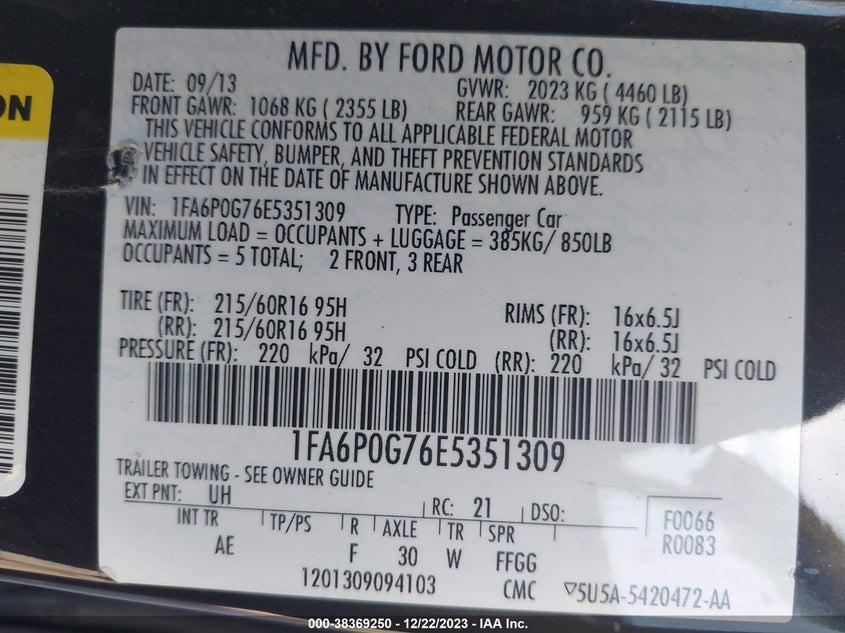 ON
MFD. BY FORD MOTOR CO.
DATE: 09/13 GVWR: 2023 KG ( 4460 LB)
FRONT GAWR: 1068 KG ( 2355 LB) REAR GAWR: 959 KG ( 2115 LB)
THIS VEHICLE CONFORMS TO ALL APPLICABLE FEDERAL MOTOR
VEHICLE SAFETY, BUMPER, AND THEFT PREVENTION STANDARDS
IN EFFECT ON THE DATE OF MANUFACTURE SHOWN ABOVE.
VIN: 1FA6P0G76E5351309 TYPE: Passenger Car
MAXIMUM LOAD = OCCUPANTS + LUGGAGE = 385KG/ 850LB
OCCUPANTS = 5 TOTAL; 2 FRONT, 3 REAR
TIRE (FR): 215/60R16 95H RIMS (FR): 16x6.5J
(RR): 215/60R16 95H (RR): 16x6.5J
PRESSURE (FR): 220 kPa/ 32 PSI COLD (RR): 220 kPa/ 32 PSI COLD
1FA6P0G76E5351309
TRAILER TOWING - SEE OWNER GUIDE
EXT PNT: UH RC: 21 DSO: F0066
INT TR TP/PS R AXLE TR SPR R0083
AE F 30 W FFGG
1201309094103 CMC ▽5U5A-5420472-AA
000-38369250 - 12/22/2023 - IAA Inc.